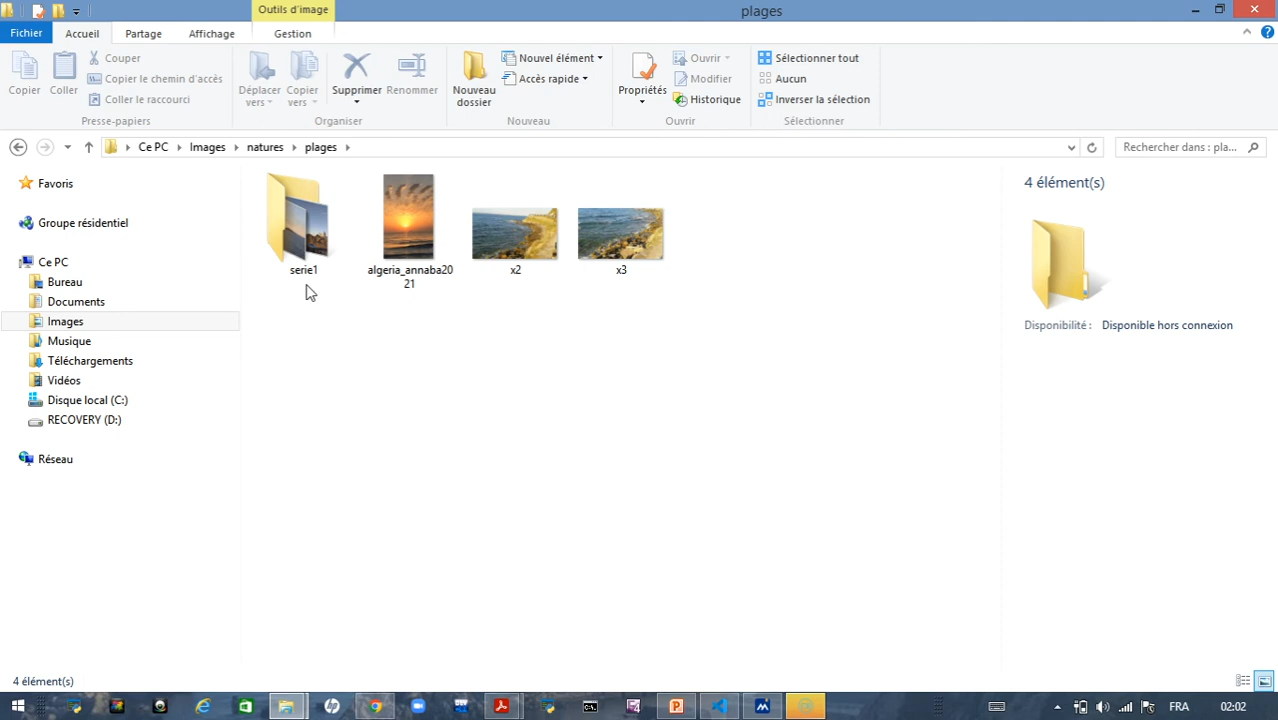 Outils d'image
plages
Fichier
Accueil
Partage
Affichage
Gestion
Copier
Coller
Couper
Copier le chemin d'accès
Coller le raccourci
Presse-papiers
Déplacer vers
Copier vers
Supprimer
Renommer
Organiser
Nouveau dossier
Nouvel élément
Accès rapide
Nouveau
Propriétés
Ouvrir
Modifier
Historique
Ouvrir
Sélectionner tout
Aucun
Inverser la sélection
Sélectionner
Ce PC
Images
natures
plages
Rechercher dans : pla...
Favoris
Groupe résidentiel
Ce PC
Bureau
Documents
Images
Musique
Téléchargements
Vidéos
Disque local (C:)
RECOVERY (D:)
Réseau
serie1
algeria_annaba20
21
x2
x3
4 élément(s)
Disponibilité : Disponible hors connexion
4 élément(s)
FRA
02:02